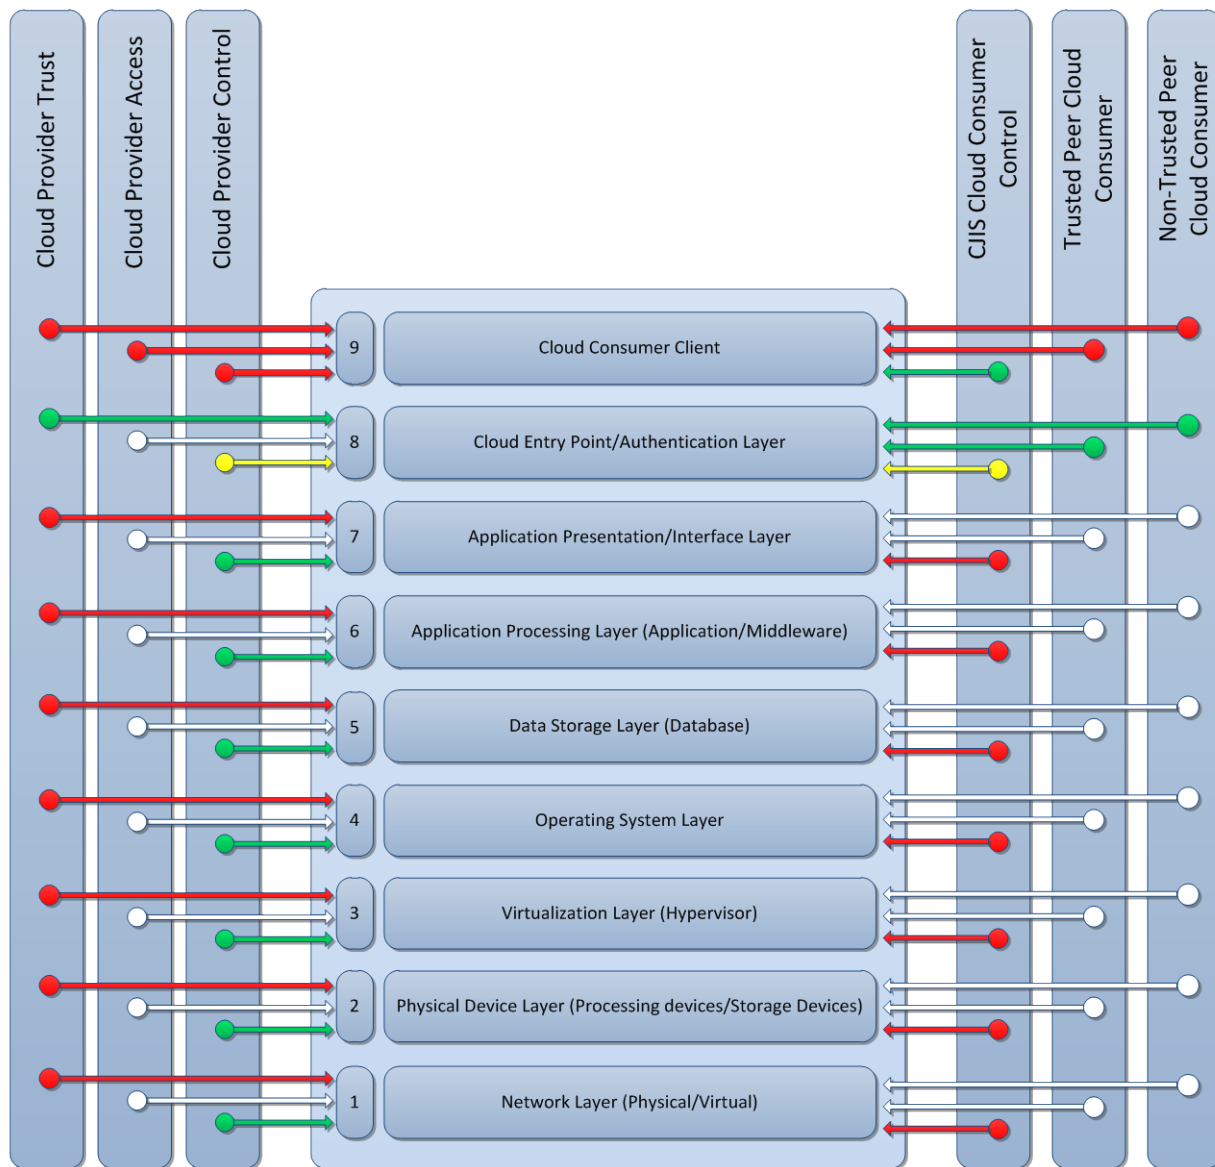 Cloud Provider Trust
Cloud Provider Access
Cloud Provider Control
CJIS Cloud Consumer
Control
Trusted Peer Cloud
Consumer
Non-Trusted Peer
Cloud Consumer
9
Cloud Consumer Client
8
Cloud Entry Point/Authentication Layer
7
Application Presentation/Interface Layer
6
Application Processing Layer (Application/Middleware)
5
Data Storage Layer (Database)
4
Operating System Layer
3
Virtualization Layer (Hypervisor)
2
Physical Device Layer (Processing devices/Storage Devices)
1
Network Layer (Physical/Virtual)